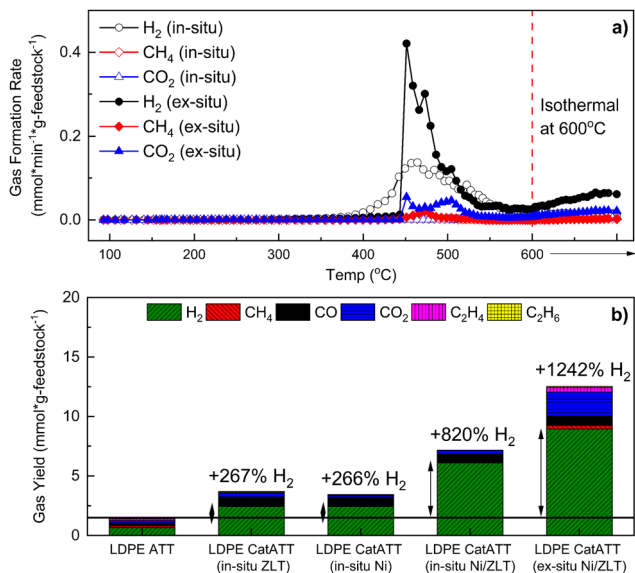 a)
H₂ (in-situ)
CH₄ (in-situ)
CO₂ (in-situ)
H₂ (ex-situ)
CH₄ (ex-situ)
CO₂ (ex-situ)
Isothermal
at 600°C
Gas Formation Rate
(mmol*min⁻¹*g-feedstock⁻¹)
0.4
0.2
0.0
100 200 300 400 500 600
Temp (°C)
b)
H₂ CH₄ CO CO₂ C₂H₄ C₂H₆
Gas Yield (mmol*g-feedstock⁻¹)
20
15
10
5
0
+267% H₂
+266% H₂
+820% H₂
+1242% H₂
LDPE ATT
LDPE CatATT
(in-situ ZLT)
LDPE CatATT
(in-situ Ni)
LDPE CatATT
(in-situ Ni/ZLT)
LDPE CatATT
(ex-situ Ni/ZLT)